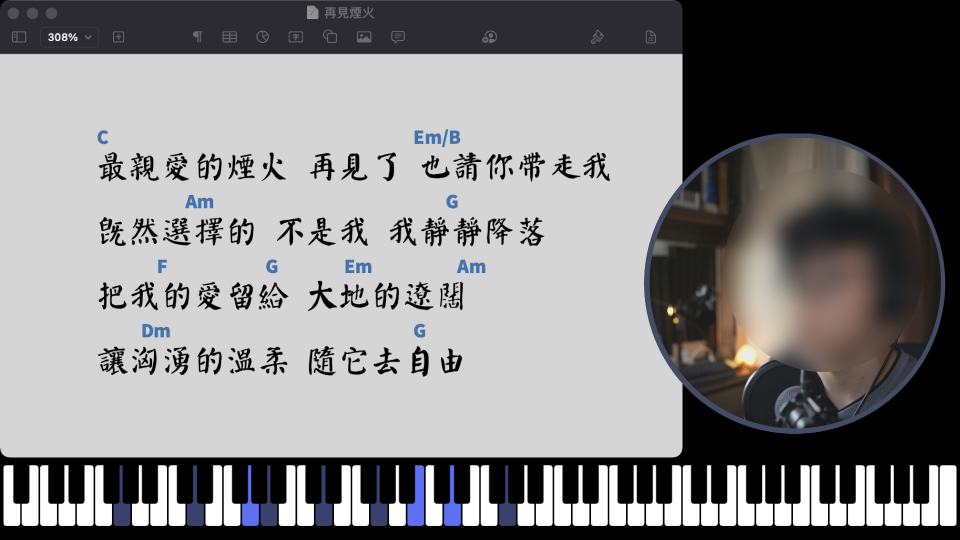 再見煙火
308%
C Em/B
最親愛的煙火 再見了 也請你帶走我
Am G
既然選擇的 不是我 我靜靜降落
F G Em Am
把我的愛留給 大地的遼闊
Dm G
讓洶湧的溫柔 隨它去自由